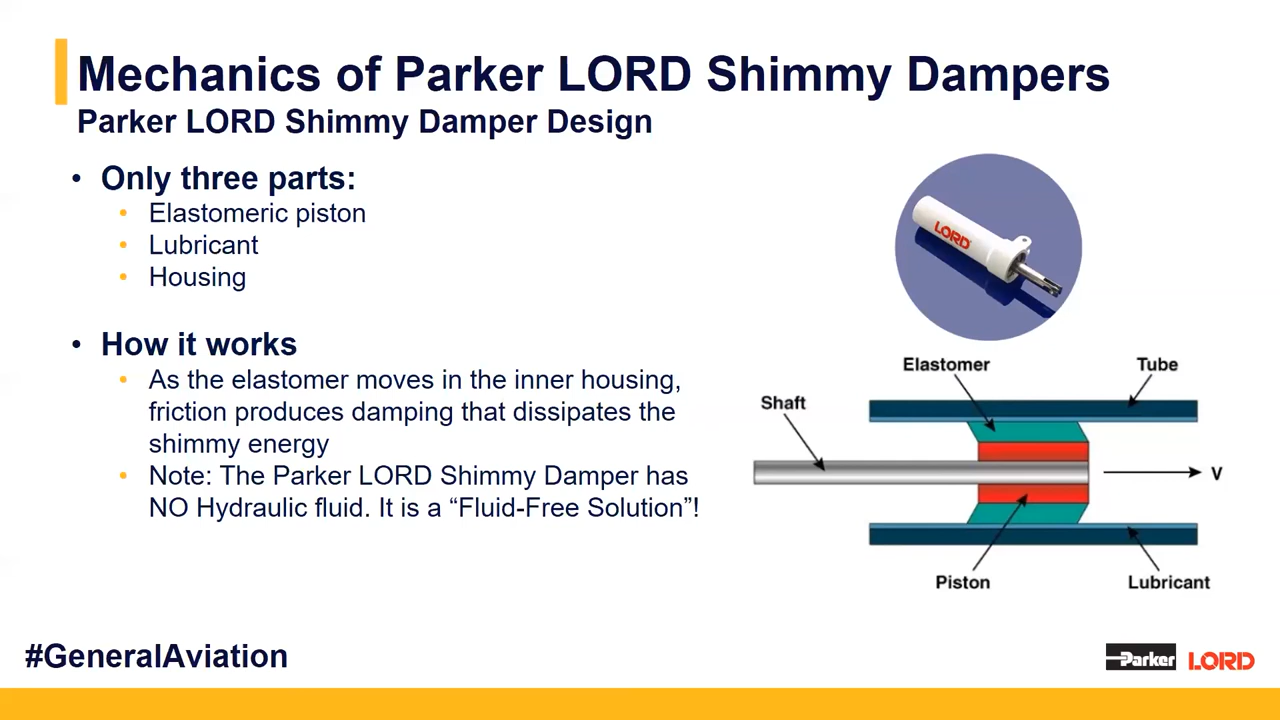 Mechanics of Parker LORD Shimmy Dampers
Parker LORD Shimmy Damper Design
• Only three parts:
• Elastomeric piston
• Lubricant
• Housing
• How it works
• As the elastomer moves in the inner housing,
friction produces damping that dissipates the
shimmy energy
• Note: The Parker LORD Shimmy Damper has
NO Hydraulic fluid. It is a “Fluid-Free Solution”!
LORD
Elastomer
Tube
Shaft
V
Piston
Lubricant
#GeneralAviation
Parker LORD